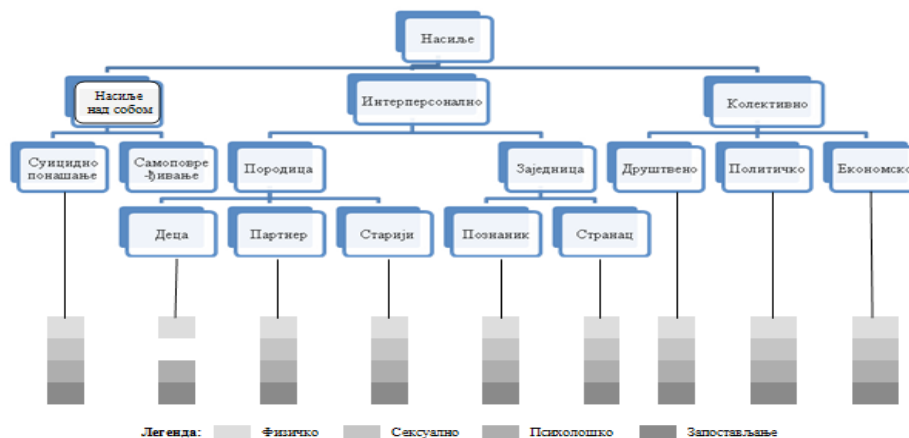 Насиље
Насиље
над собом
Интерперсонално
Колективно
Суицидно
понашање
Самоповре
-ђивање
Породица
Заједница
Друштвено
Политичко
Економско
Деца
Партнер
Старији
Познаник
Странац
Легенда: Физичко Сексуално Психолошко Запостављање